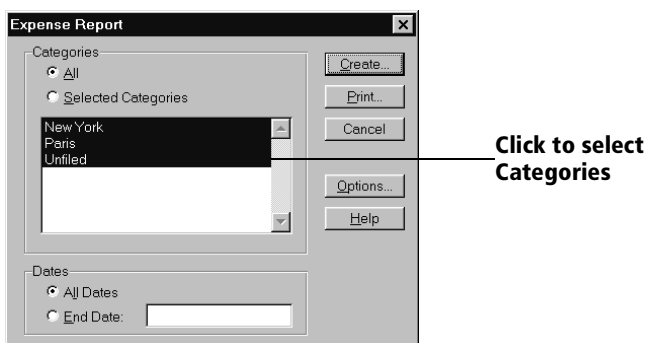 Expense Report
Categories
All
Selected Categories
New York
Paris
Unfiled
Create...
Print...
Cancel
Options...
Help
Click to select
Categories
Dates
All Dates
End Date: